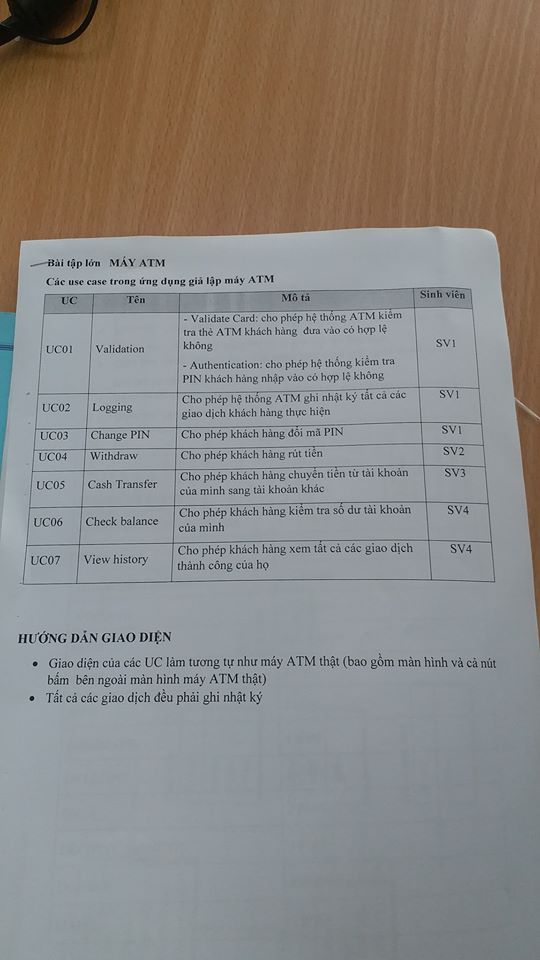 Bài tập lớn MÁY ATM
Các use case trong ứng dụng giả lập máy ATM
UC Tên Mô tả Sinh viên
UC01 Validation - Validate Card: cho phép hệ thống ATM kiểm
tra thẻ ATM khách hàng đưa vào có hợp lệ
không
- Authentication: cho phép hệ thống kiểm tra
PIN khách hàng nhập vào có hợp lệ không
SV1
UC02 Logging Cho phép hệ thống ATM ghi nhật ký tất cả các
giao dịch khách hàng thực hiện
SV1
UC03 Change PIN Cho phép khách hàng đổi mã PIN SV1
UC04 Withdraw Cho phép khách hàng rút tiền SV2
UC05 Cash Transfer Cho phép khách hàng chuyển tiền từ tài khoản
của mình sang tài khoản khác
SV3
UC06 Check balance Cho phép khách hàng kiểm tra số dư tài khoản
của mình
SV4
UC07 View history Cho phép khách hàng xem tất cả các giao dịch
thành công của họ
SV4
HƯỚNG DẪN GIAO DIỆN
• Giao diện của các UC làm tương tự như máy ATM thật (bao gồm màn hình và cả nút
bấm bên ngoài màn hình máy ATM thật)
• Tất cả các giao dịch đều phải ghi nhật ký